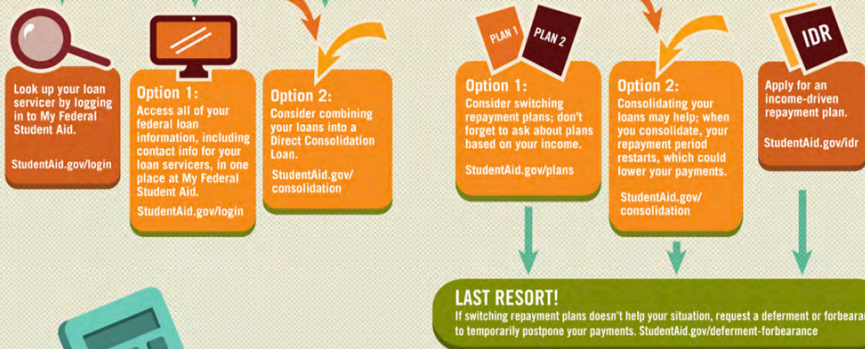 Look up your loan
servicer by logging
in to My Federal
Student Aid.
StudentAid.gov/login
Option 1:
Access all of your
federal loan
information, including
contact info for your
loan servicers, in one
place at My Federal
Student Aid.
StudentAid.gov/login
Option 2:
Consider combining
your loans into a
Direct Consolidation
Loan.
StudentAid.gov/
consolidation
PLAN 1
PLAN 2
Option 1:
Consider switching
repayment plans; don't
forget to ask about plans
based on your income.
StudentAid.gov/plans
Option 2:
Consolidating your
loans may help; when
you consolidate, your
repayment period
restarts, which could
lower your payments.
StudentAid.gov/
consolidation
IDR
Apply for an
income-driven
repayment plan.
StudentAid.gov/idr
LAST RESORT!
If switching repayment plans doesn't help your situation, request a deferment or
to temporarily postpone your payments. StudentAid.gov/deferment-forbearance